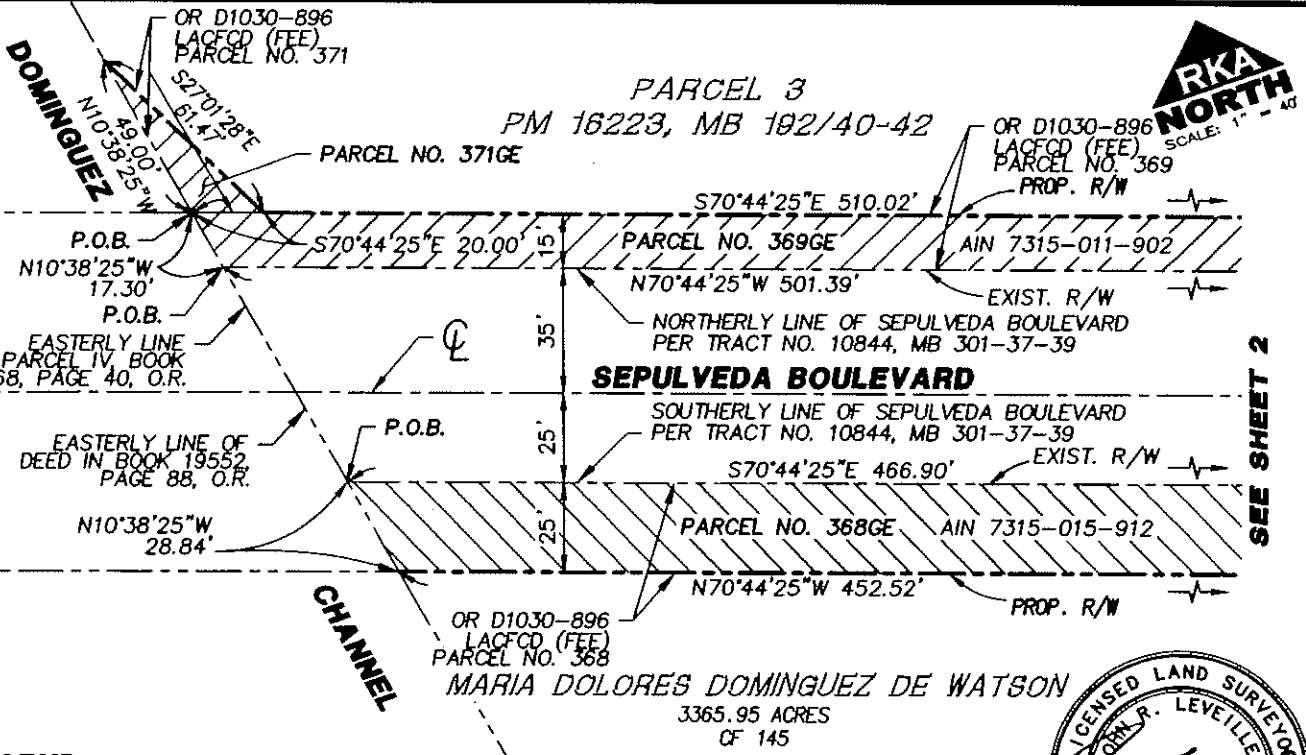 OR D1030-896
LACFCD (FEE)
PARCEL NO. 371
DOMINGUEZ
S27°01'28"E
61.47'
49.00'
N10°38'25"W
PARCEL 3
PM 16223, MB 192/40-42
RKA
NORTH
SCALE: 1" = 40'
PARCEL NO. 371GE
OR D1030-896
LACFCD (FEE)
PARCEL NO. 369
PROP. R/W
S70°44'25"E 510.02'
P.O.B.
S70°44'25"E 20.00'
15'
PARCEL NO. 369GE
AIN 7315-011-902
N10°38'25"W
17.30'
N70°44'25"W 501.39'
EXIST. R/W
P.O.B.
EASTERLY LINE
PARCEL IV, BOOK
68, PAGE 40, O.R.
35'
NORTHERLY LINE OF SEPULVEDA BOULEVARD
PER TRACT NO. 10844, MB 301-37-39
CL
SEPULVEDA BOULEVARD
SEE SHEET 2
EASTERLY LINE OF
DEED IN BOOK 19552,
PAGE 88, O.R.
P.O.B.
25'
SOUTHERLY LINE OF SEPULVEDA BOULEVARD
PER TRACT NO. 10844, MB 301-37-39
S70°44'25"E 466.90'
EXIST. R/W
N10°38'25"W
28.84'
25'
PARCEL NO. 368GE
AIN 7315-015-912
N70°44'25"W 452.52'
PROP. R/W
CHANNEL
OR D1030-896
LACFCD (FEE)
PARCEL NO. 368
MARIA DOLORES DOMINGUEZ DE WATSON
3365.95 ACRES
CF 145
LICENSED LAND SURVEYO
R. LEVEILLE